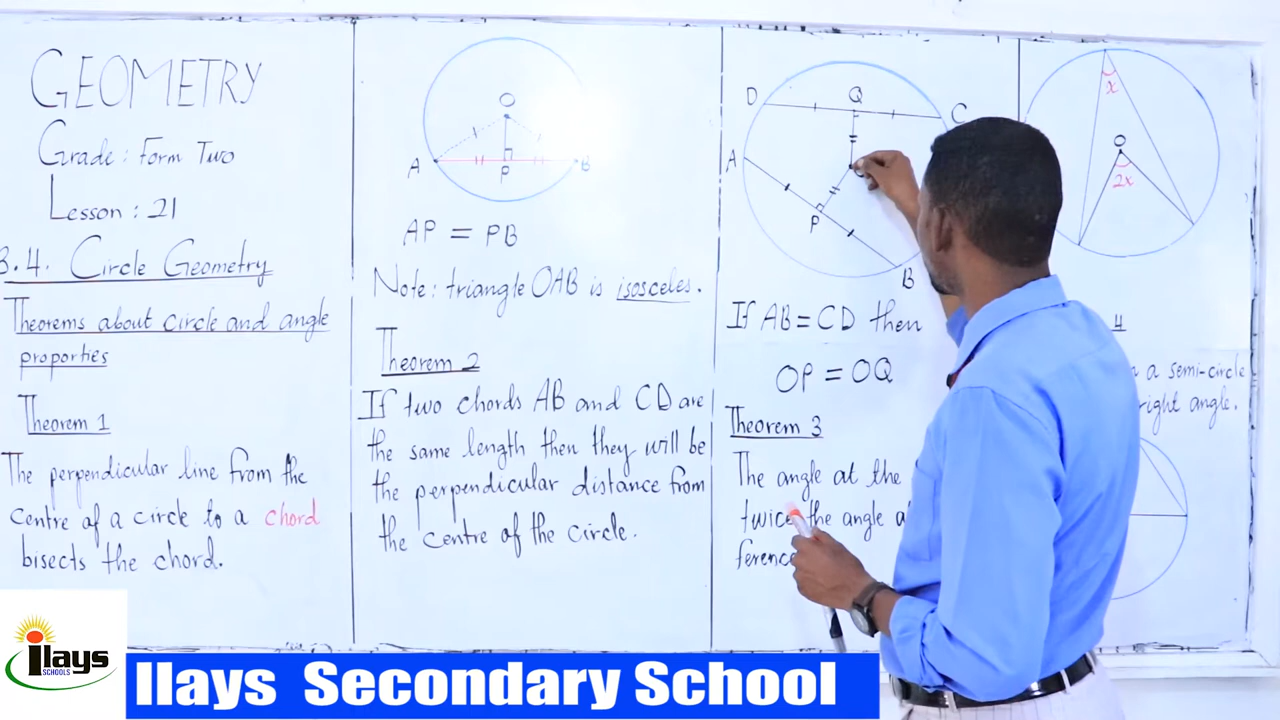 GEOMETRY
Grade: Form Two
Lesson: 21
3.4. Circle Geometry
Theorems about circle and angle
proporties
Theorem 1
The perpendicular line from the
centre of a circle to a chord
bisects the chord.
O
A
B
P
AP = PB
Note: triangle OAB is isosceles.
Theorem 2
If two chords AB and CD are
the same length then they will be
the perpendicular distance from
the centre of the circle.
D
Q
C
A
P
B
If AB = CD then
OP = OQ
Theorem 3
The angle at the
twice the angle
ference
x
O
2x
4
a semi-circle
right angle.
ilays
SCHOOLS
Ilays Secondary School